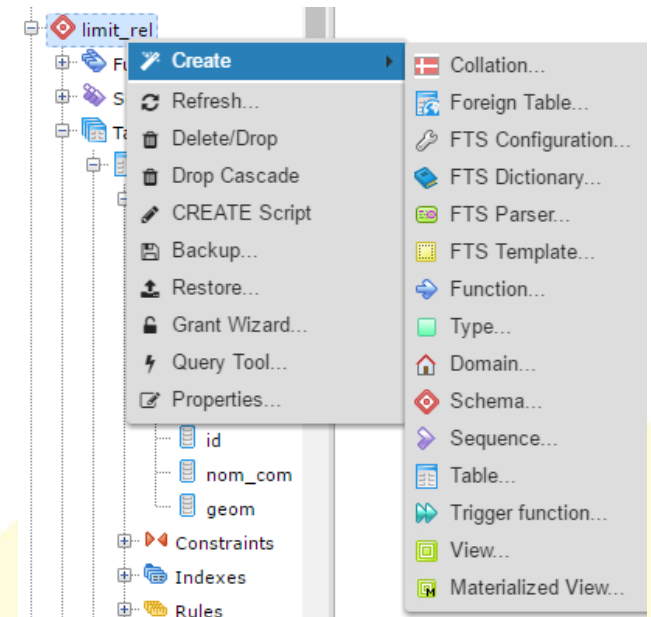 limit_rel
Fu
S
Ta
Create
Refresh...
Delete/Drop
Drop Cascade
CREATE Script
Backup...
Restore...
Grant Wizard...
Query Tool...
Properties...
Collation...
Foreign Table...
FTS Configuration...
FTS Dictionary...
FTS Parser...
FTS Template...
Function...
Type...
Domain...
Schema...
Sequence...
Table...
Trigger function...
View...
Materialized View...
id
nom_com
geom
Constraints
Indexes
Rules